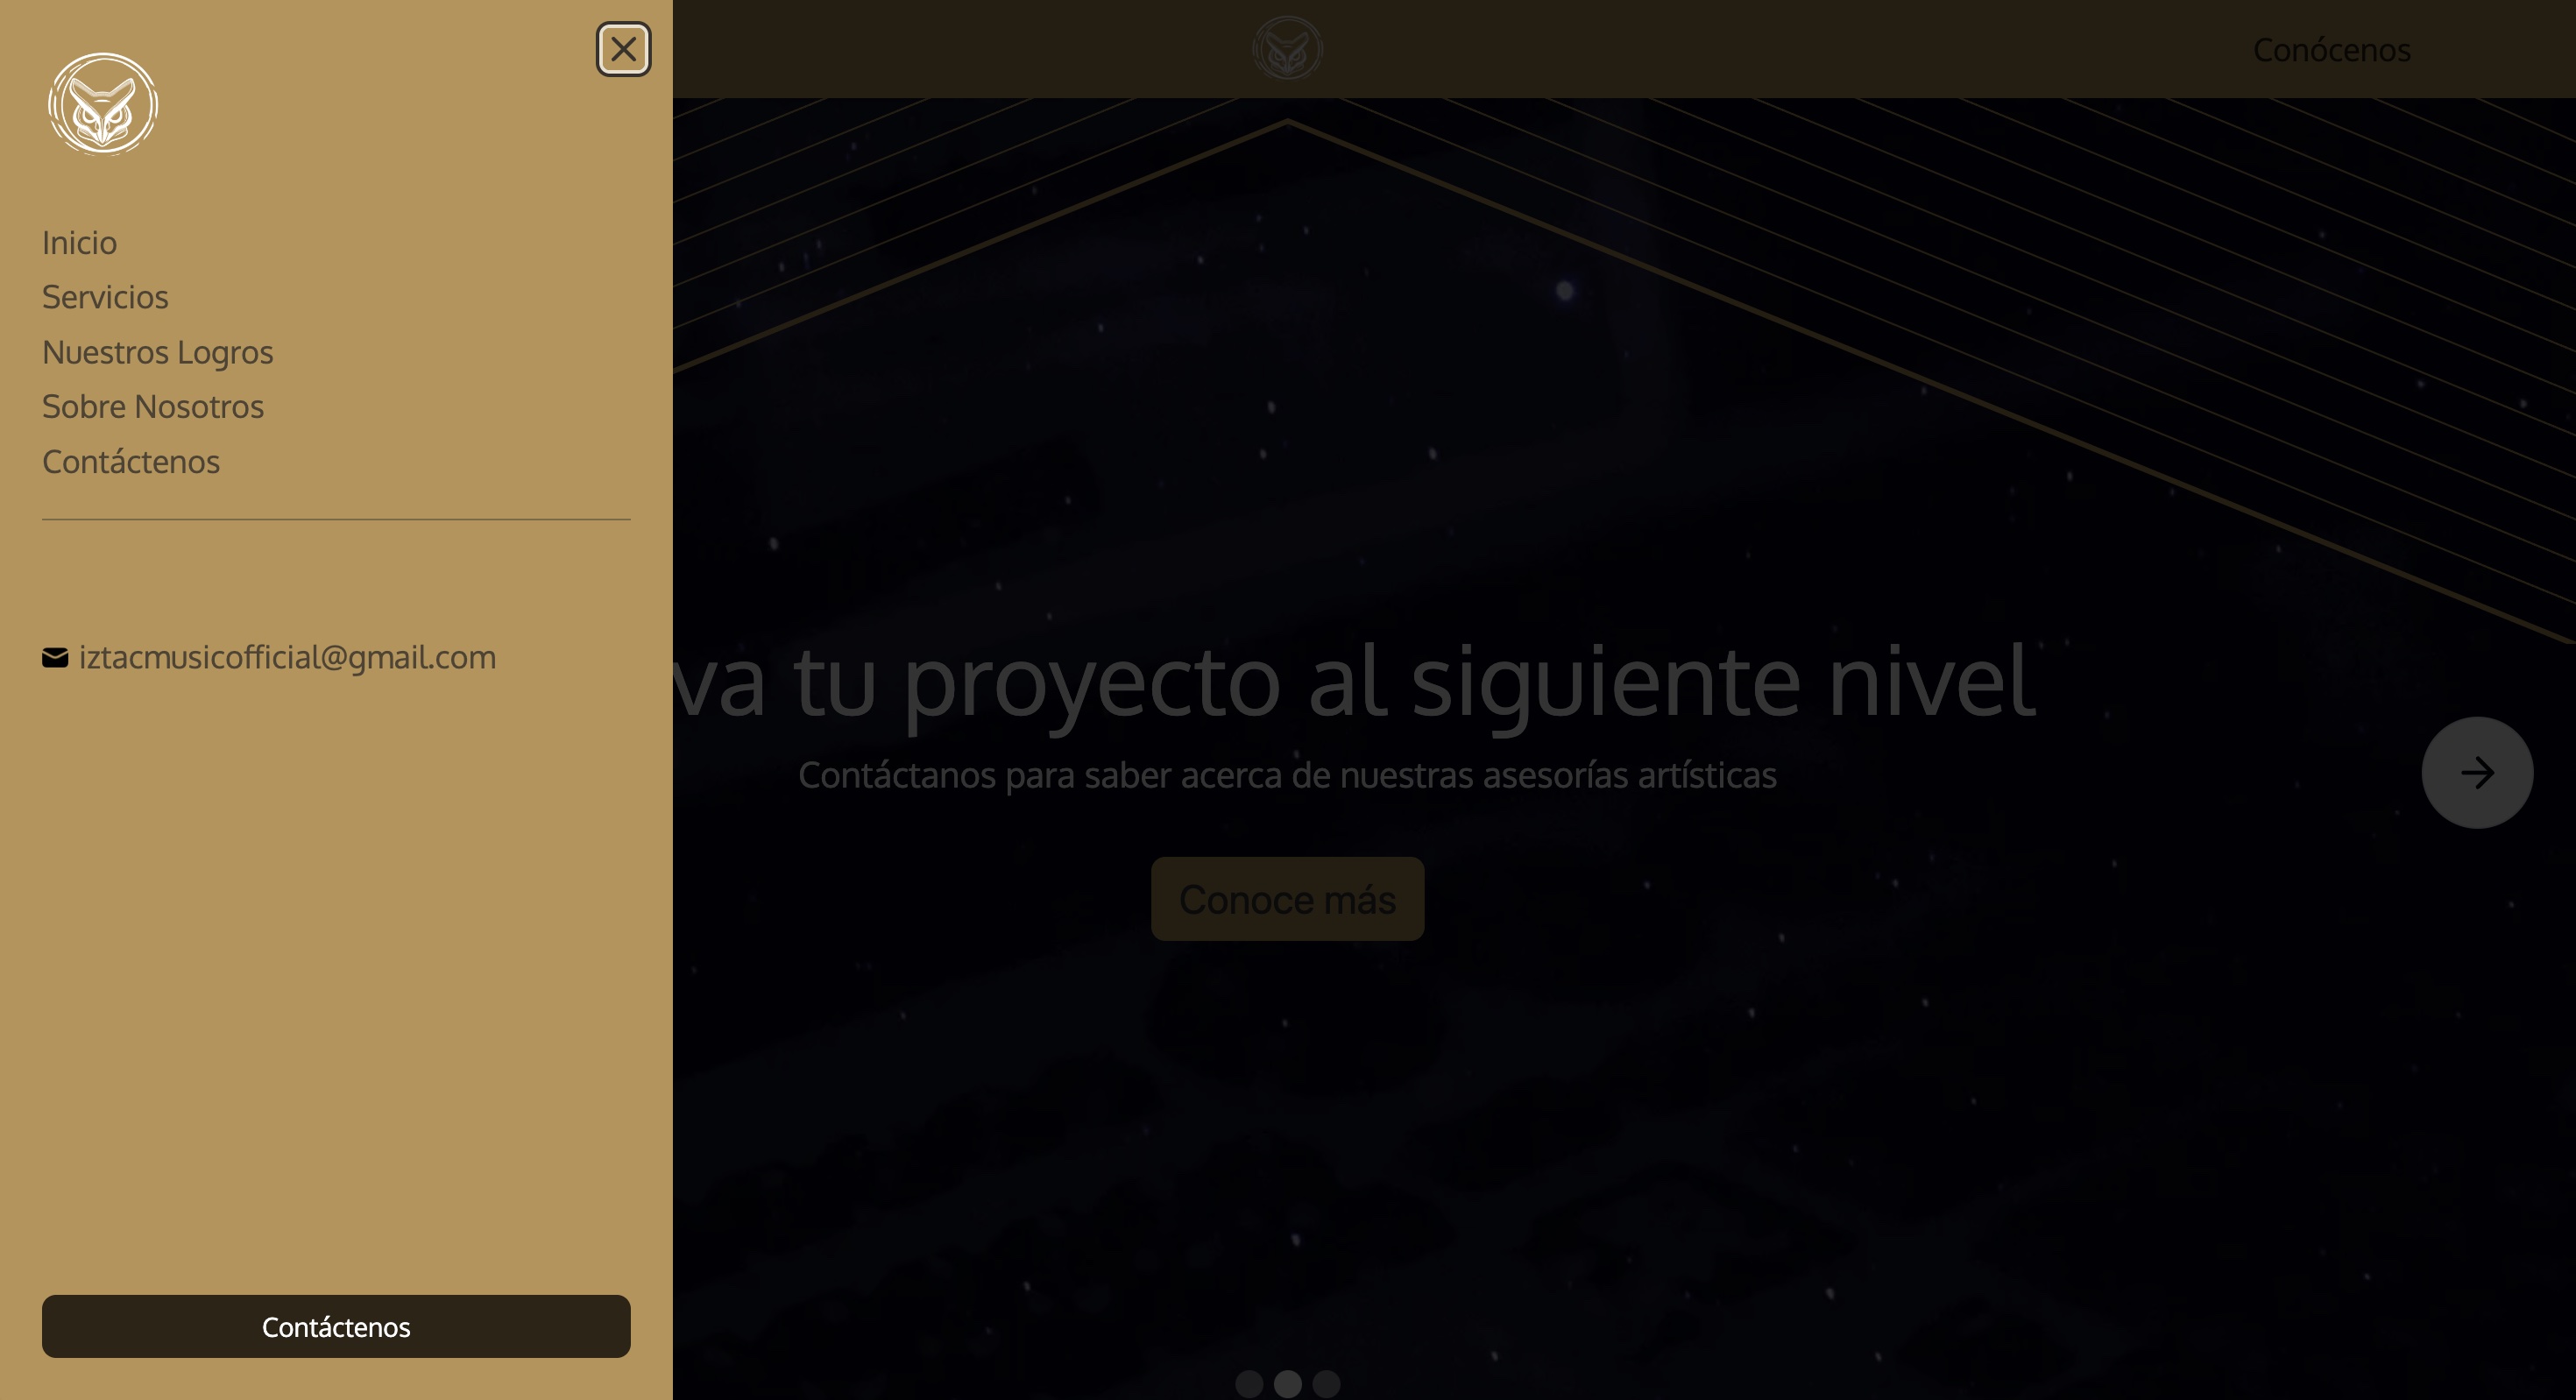 Conócenos
Inicio
Servicios
Nuestros Logros
Sobre Nosotros
Contáctenos
iztacmusicofficial@gmail.com
va tu proyecto al siguiente nivel
Contáctanos para saber acerca de nuestras asesorías artísticas
Conoce más
Contáctenos